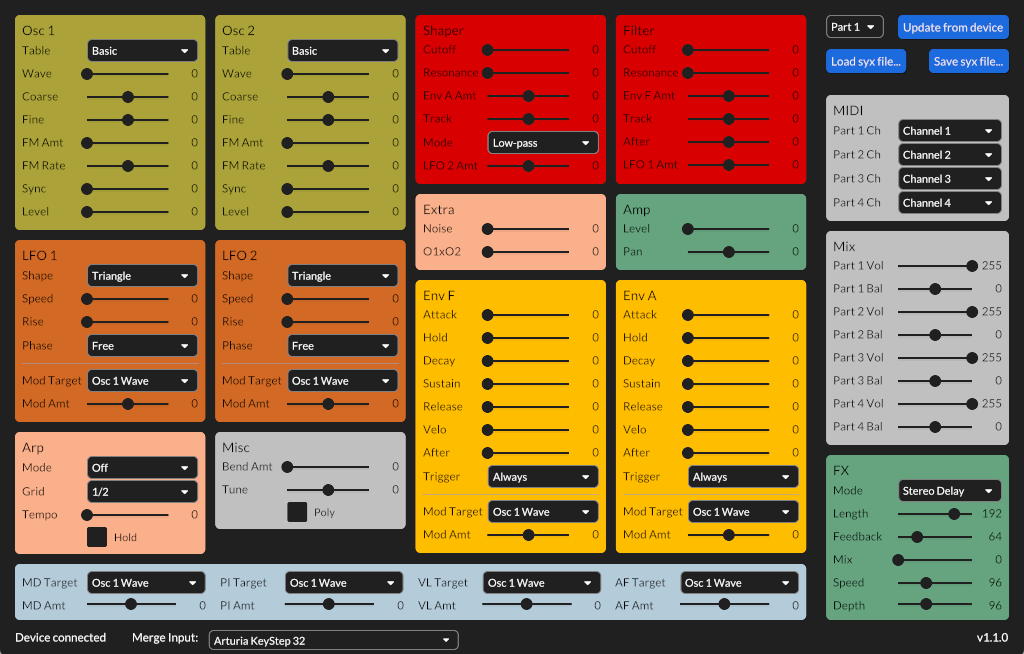 Osc 1
Table Basic
Wave 0
Coarse 0
Fine 0
FM Amt 0
FM Rate 0
Sync 0
Level 0
Osc 2
Table Basic
Wave 0
Coarse 0
Fine 0
FM Amt 0
FM Rate 0
Sync 0
Level 0
Shaper
Cutoff 0
Resonance 0
Env A Amt 0
Track 0
Mode Low-pass
LFO 2 Amt 0
Filter
Cutoff 0
Resonance 0
Env F Amt 0
Track 0
After 0
LFO 1 Amt 0
Part 1 Update from device
Load syx file... Save syx file...
MIDI
Part 1 Ch Channel 1
Part 2 Ch Channel 2
Part 3 Ch Channel 3
Part 4 Ch Channel 4
Extra
Noise 0
O1xO2 0
Amp
Level 0
Pan 0
Mix
Part 1 Vol 255
Part 1 Bal 0
Part 2 Vol 255
Part 2 Bal 0
Part 3 Vol 255
Part 3 Bal 0
Part 4 Vol 255
Part 4 Bal 0
LFO 1
Shape Triangle
Speed 0
Rise 0
Phase Free
Mod Target Osc 1 Wave
Mod Amt 0
LFO 2
Shape Triangle
Speed 0
Rise 0
Phase Free
Mod Target Osc 1 Wave
Mod Amt 0
Env F
Attack 0
Hold 0
Decay 0
Sustain 0
Release 0
Velo 0
After 0
Trigger Always
Mod Target Osc 1 Wave
Mod Amt 0
Env A
Attack 0
Hold 0
Decay 0
Sustain 0
Release 0
Velo 0
After 0
Trigger Always
Mod Target Osc 1 Wave
Mod Amt 0
Arp
Mode Off
Grid 1/2
Tempo 0
Hold
Misc
Bend Amt 0
Tune 0
Poly
FX
Mode Stereo Delay
Length 192
Feedback 64
Mix 0
Speed 96
Depth 96
MD Target Osc 1 Wave PI Target Osc 1 Wave VL Target Osc 1 Wave AF Target Osc 1 Wave
MD Amt 0 PI Amt 0 VL Amt 0 AF Amt 0
Device connected Merge Input: Arturia KeyStep 32 v1.1.0